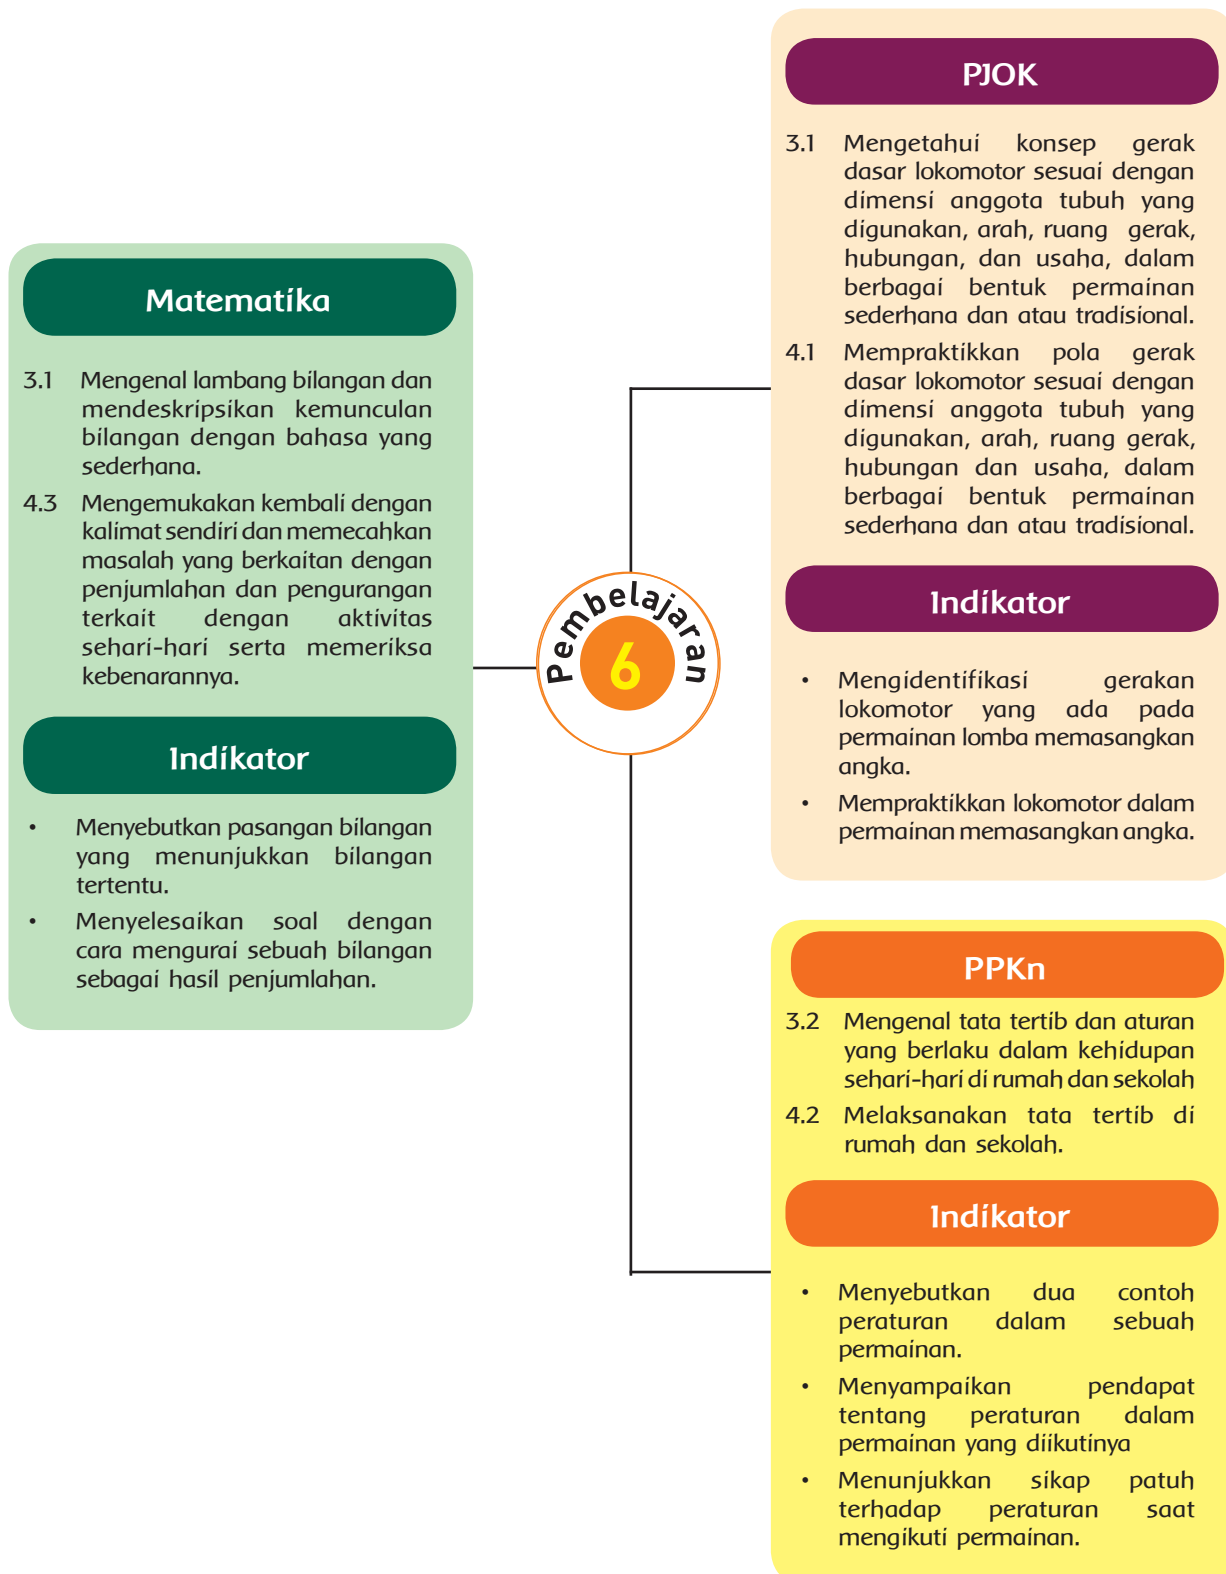 Matematika
3.1 Mengenal lambang bilangan dan
mendeskripsikan kemunculan
bilangan dengan bahasa yang
sederhana.
4.3 Mengemukakan kembali dengan
kalimat sendiri dan memecahkan
masalah yang berkaitan dengan
penjumlahan dan pengurangan
terkait dengan aktivitas
sehari-hari serta memeriksa
kebenarannya.
Indikator
• Menyebutkan pasangan bilangan
yang menunjukkan bilangan
tertentu.
• Menyelesaikan soal dengan
cara mengurai sebuah bilangan
sebagai hasil penjumlahan.
Pembelajaran
6
PJOK
3.1 Mengetahui konsep gerak
dasar lokomotor sesuai dengan
dimensi anggota tubuh yang
digunakan, arah, ruang gerak,
hubungan, dan usaha, dalam
berbagai bentuk permainan
sederhana dan atau tradisional.
4.1 Mempraktikkan pola gerak
dasar lokomotor sesuai dengan
dimensi anggota tubuh yang
digunakan, arah, ruang gerak,
hubungan dan usaha, dalam
berbagai bentuk permainan
sederhana dan atau tradisional.
Indikator
• Mengidentifikasi gerakan
lokomotor yang ada pada
permainan lomba memasangkan
angka.
• Mempraktikkan lokomotor dalam
permainan memasangkan angka.
PPKn
3.2 Mengenal tata tertib dan aturan
yang berlaku dalam kehidupan
sehari-hari di rumah dan sekolah
4.2 Melaksanakan tata tertib di
rumah dan sekolah.
Indikator
• Menyebutkan dua contoh
peraturan dalam sebuah
permainan.
• Menyampaikan pendapat
tentang peraturan dalam
permainan yang diikutinya
• Menunjukkan sikap patuh
terhadap peraturan saat
mengikuti permainan.